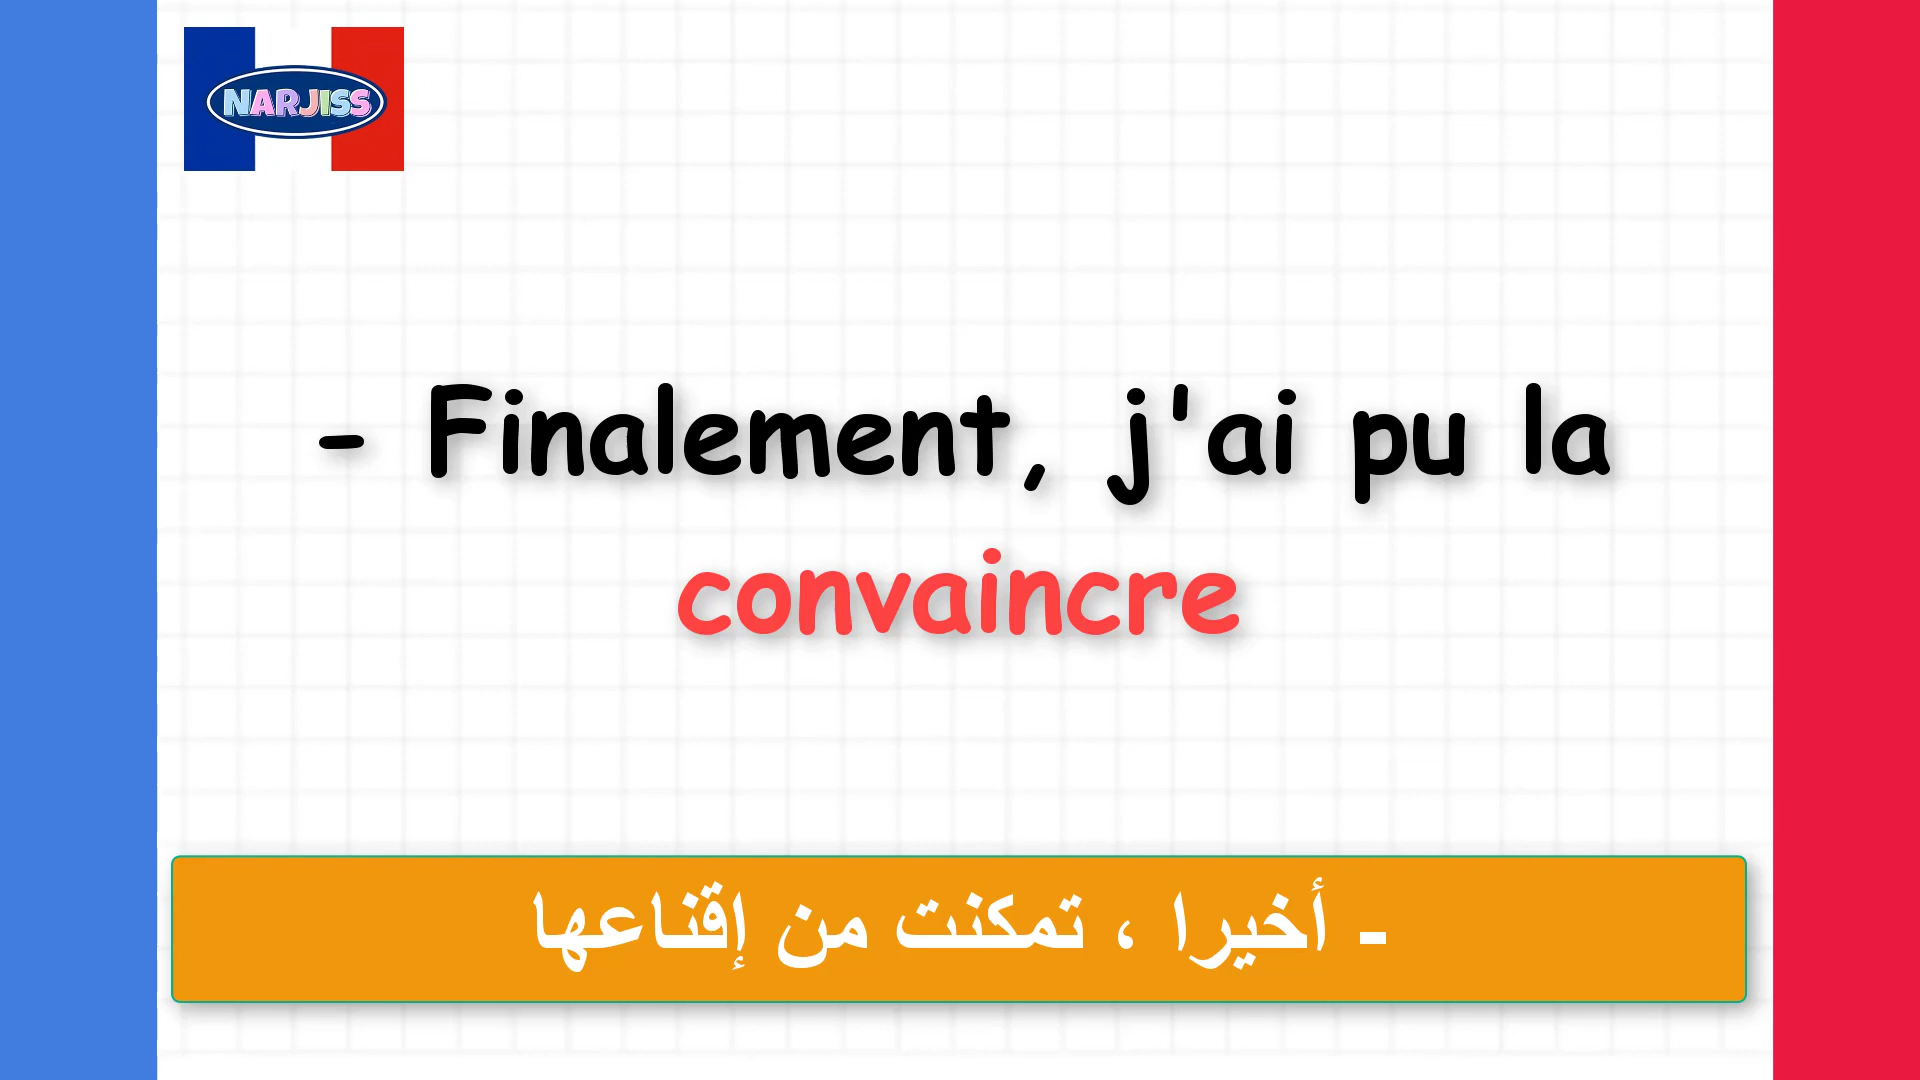 NARJISS
- Finalement, j'ai pu la
convaincre
- أخيرا ، تمكنت من إقناعها